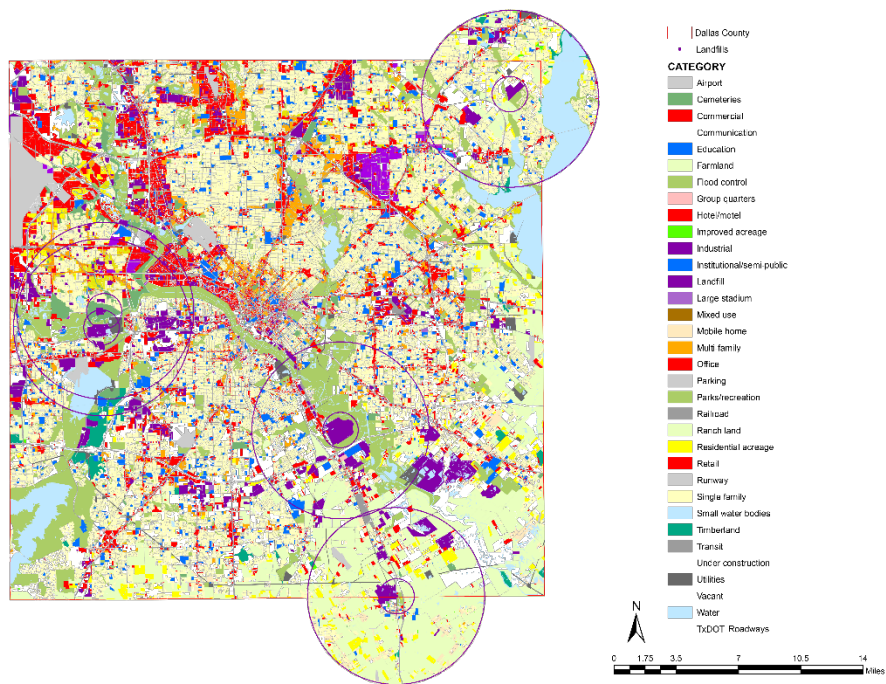 Dallas County
Landfills
CATEGORY
Airport
Cemeteries
Commercial
Communication
Education
Farmland
Flood control
Group quarters
Hotel/motel
Improved acreage
Industrial
Institutional/semi-public
Landfill
Large stadium
Mixed use
Mobile home
Multi family
Office
Parking
Parks/recreation
Railroad
Ranch land
Residential acreage
Retail
Runway
Single family
Small water bodies
Timberland
Transit
Under construction
Utilities
Vacant
Water
TxDOT Roadways
N
0 1.75 3.5 7 10.5 14
Miles